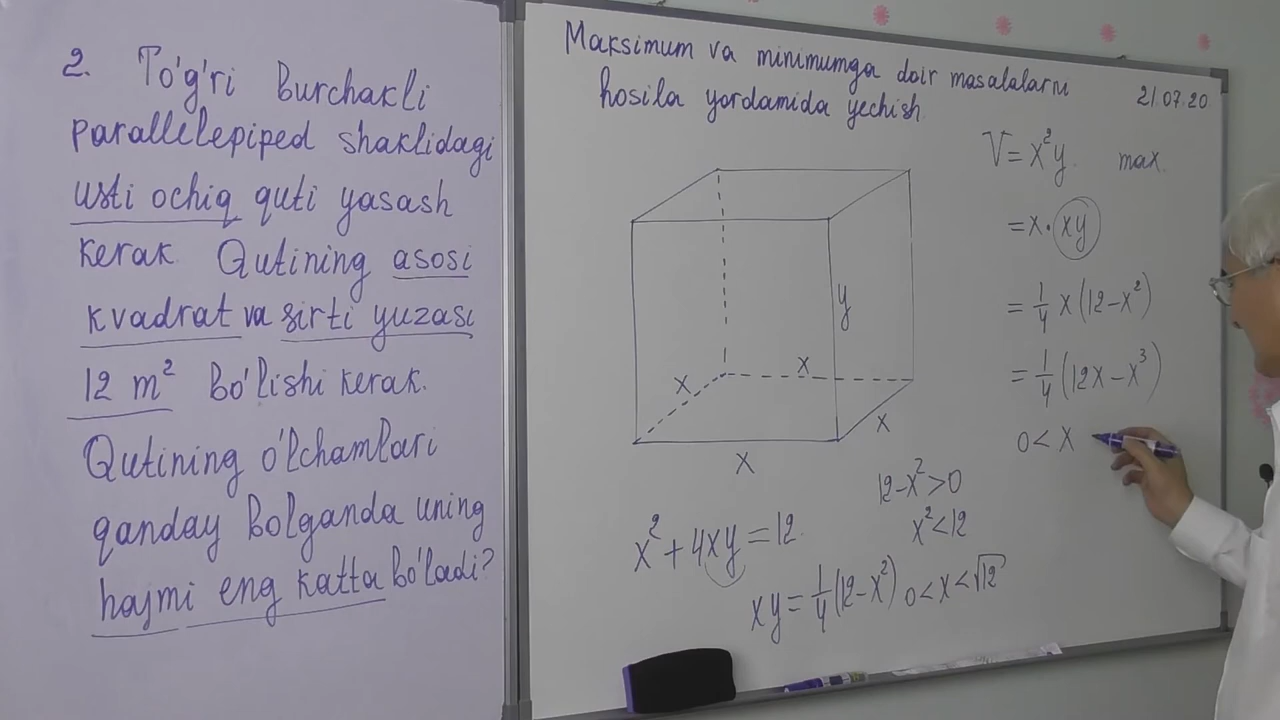 2. To'g'ri burchakli
parallelepiped shaklidagi
usti ochiq quti yasash
kerak. Qutining asosi
kvadrat va sirti yuzasi
12 m² bo'lishi kerak.
Qutining o'lchamlari
qanday bolganda uning
hajmi eng katta bo'ladi?
Maksimum va minimumga doir masalalarni
hosila yordamida yechish.
21.07.20
V = x²y. max.
= x · xy
= 1/4 x (12 - x²)
= 1/4 (12x - x³)
0 < x
y
x
x
x
x
12 - x² > 0
x² < 12
x² + 4xy = 12.
xy = 1/4 (12 - x²) 0 < x < √12